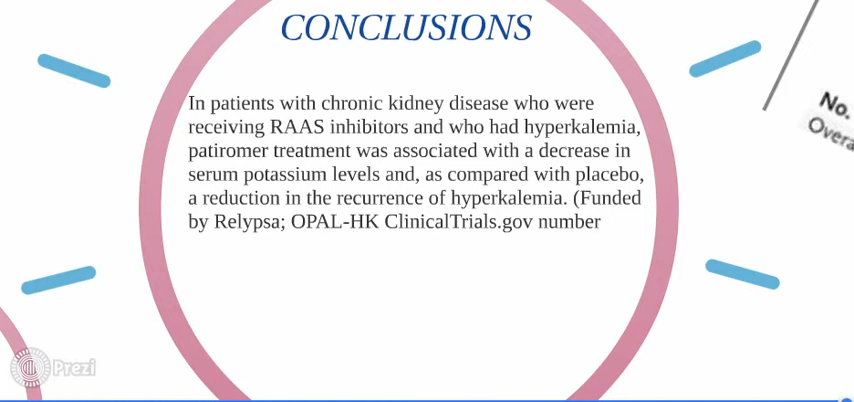 CONCLUSIONS
In patients with chronic kidney disease who were
receiving RAAS inhibitors and who had hyperkalemia,
patiromer treatment was associated with a decrease in
serum potassium levels and, as compared with placebo,
a reduction in the recurrence of hyperkalemia. (Funded
by Relypsa; OPAL-HK ClinicalTrials.gov number
No.
Prezi